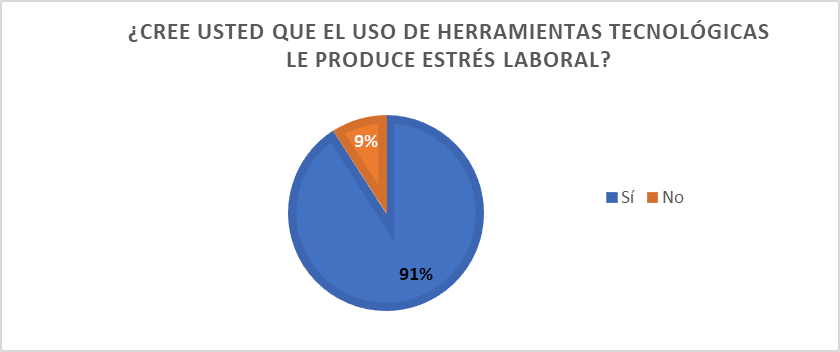 ¿CREE USTED QUE EL USO DE HERRAMIENTAS TECNOLÓGICAS
LE PRODUCE ESTRÉS LABORAL?
9%
Sí No
91%